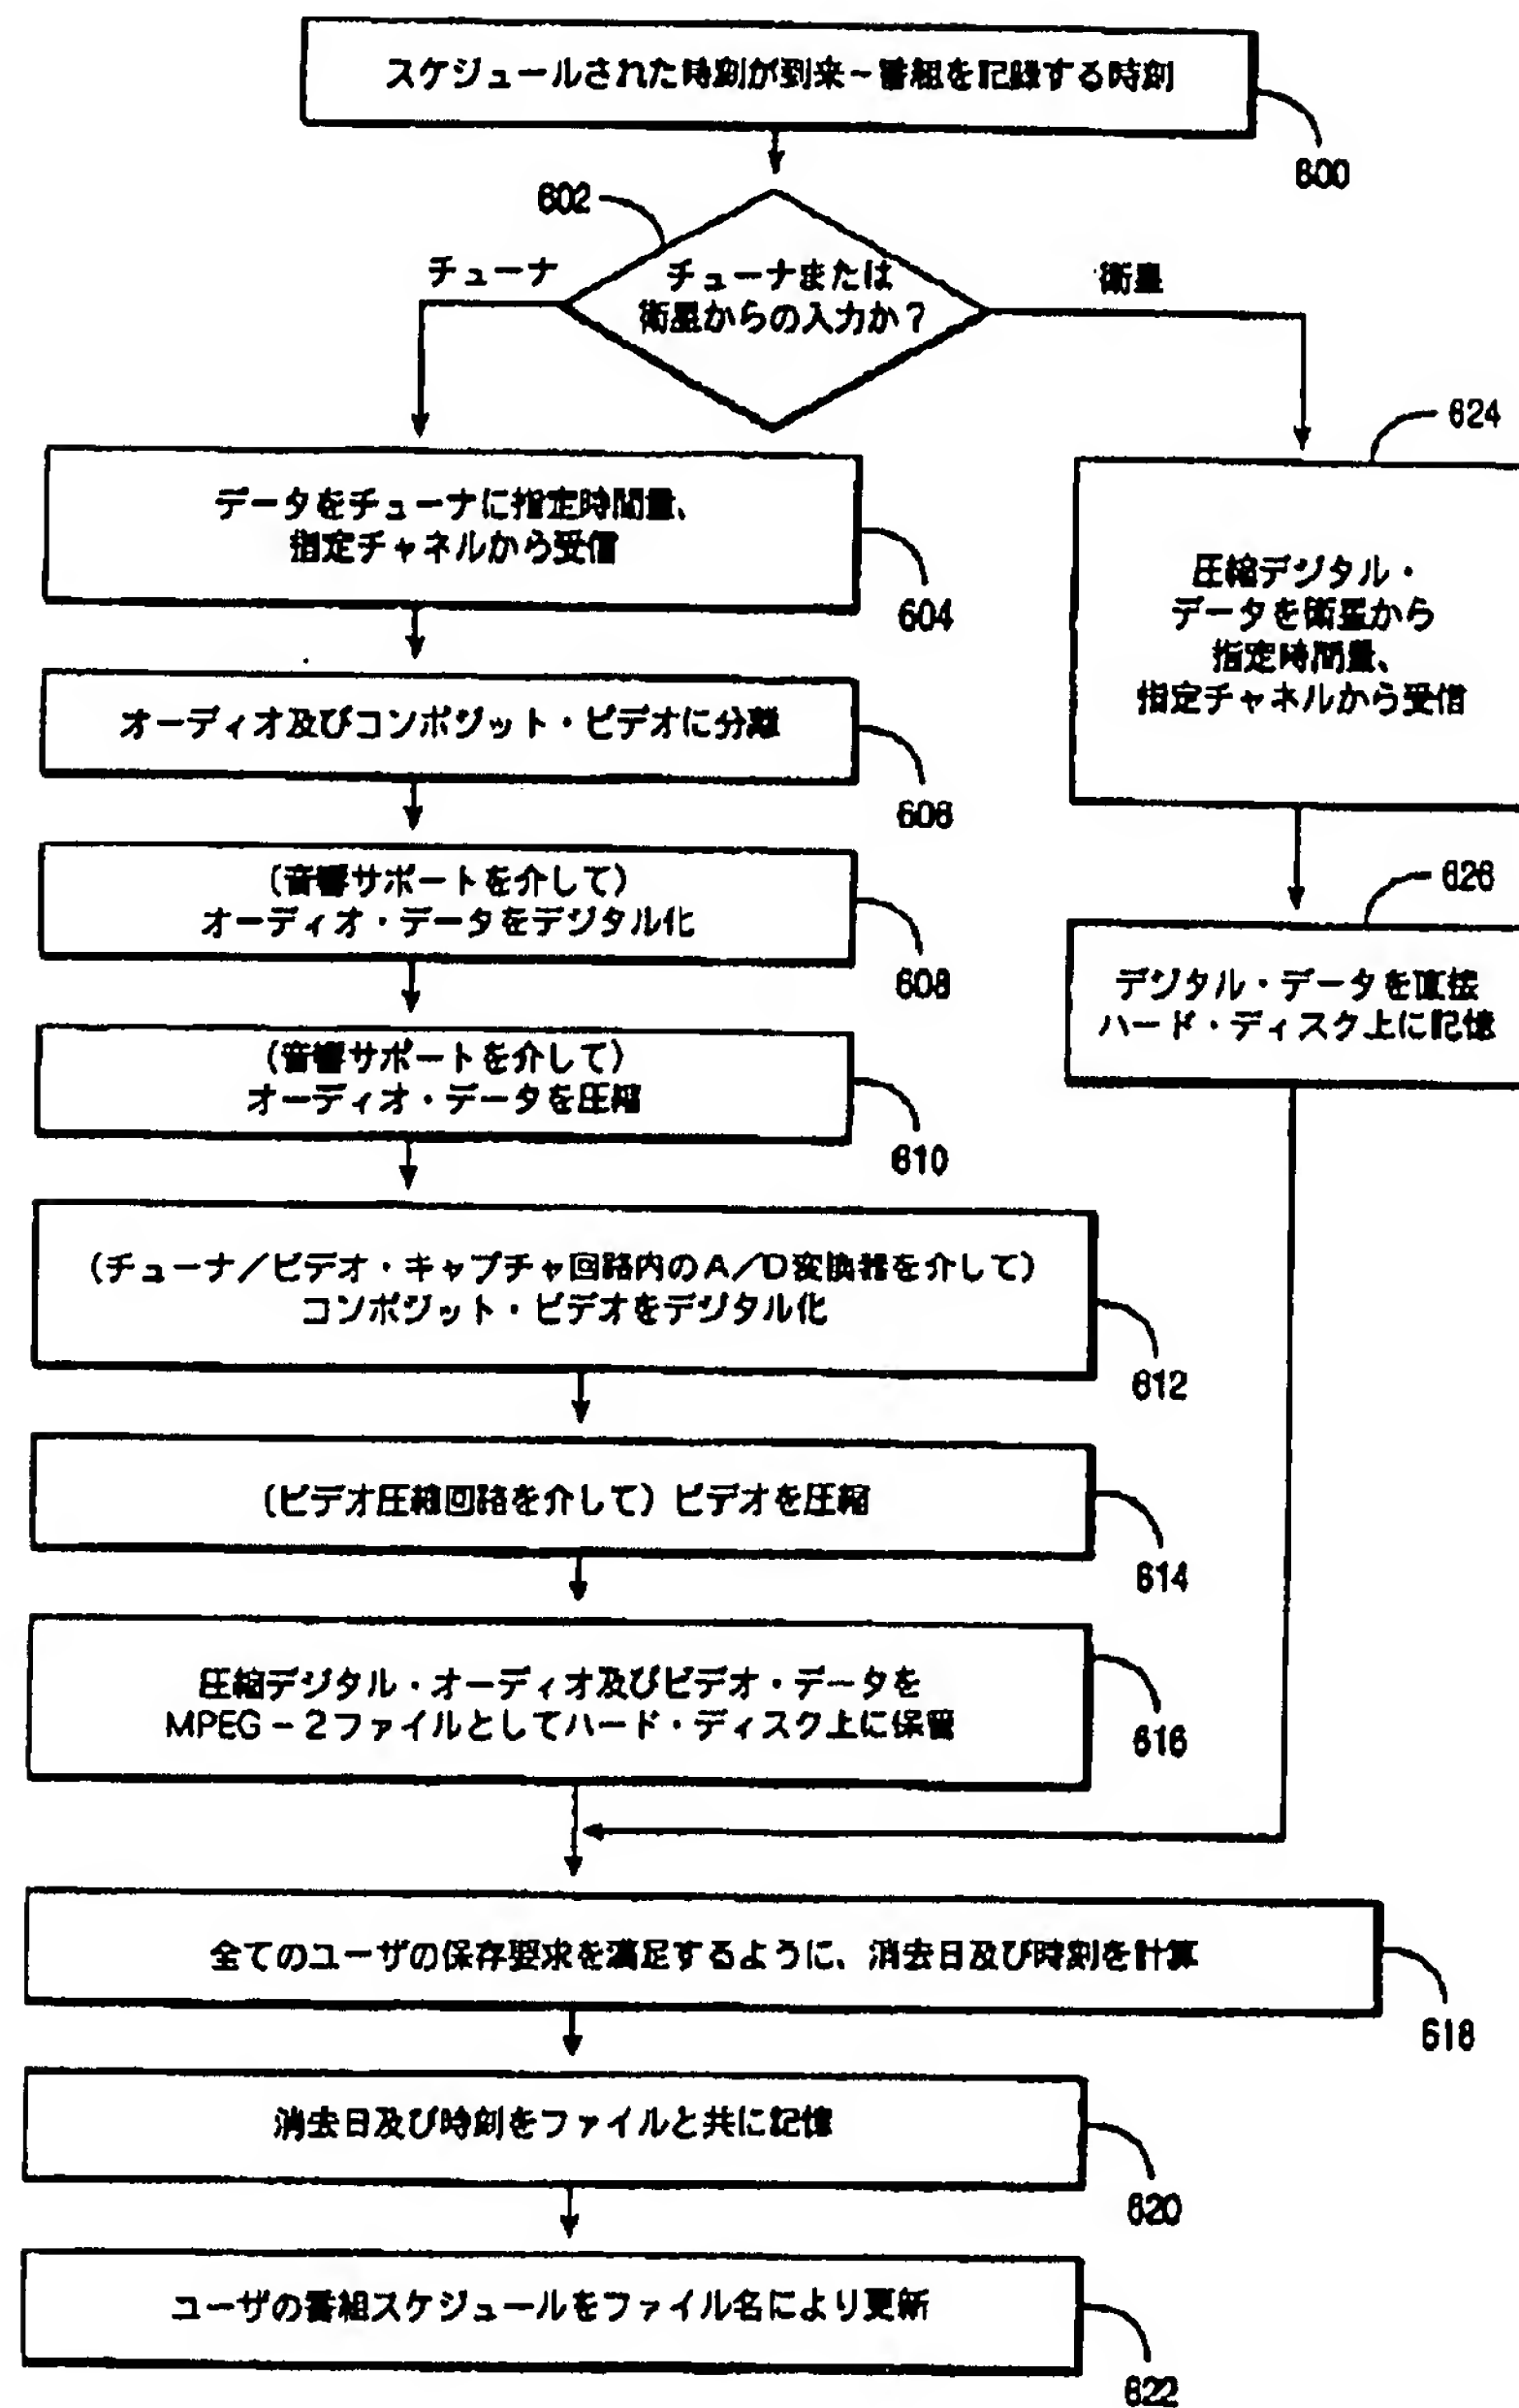 スケジュールされた時刻が到来~番組を記録する時刻
600
602
チューナ
チューナまたは
衛星からの入力か?
衛星
データをチューナに指定時間量、
指定チャネルから受信
604
624
圧縮デジタル・
データを衛星から
指定時間量、
指定チャネルから受信
オーディオ及びコンポジット・ビデオに分離
606
(音響サポートを介して)
オーディオ・データをデジタル化
608
626
デジタル・データを直接
ハード・ディスク上に記憶
(音響サポートを介して)
オーディオ・データを圧縮
610
(チューナ/ビデオ・キャプチャ回路内のA/D変換器を介して)
コンポジット・ビデオをデジタル化
612
(ビデオ圧縮回路を介して)ビデオを圧縮
614
圧縮デジタル・オーディオ及びビデオ・データを
MPEG-2ファイルとしてハード・ディスク上に保管
616
全てのユーザの保存要求を満足するように、消去日及び時刻を計算
618
消去日及び時刻をファイルと共に記憶
620
ユーザの番組スケジュールをファイル名により更新
622